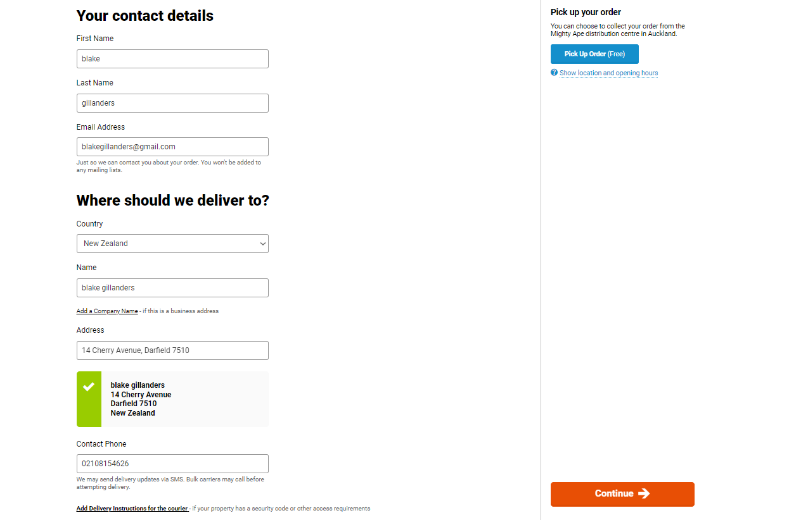 Your contact details
First Name
blake
Last Name
gillanders
Email Address
blakegillanders@gmail.com
Just so we can contact you about your order. You won't be added to
any mailing lists.
Where should we deliver to?
Country
New Zealand
Name
blake gillanders
Add a Company Name - if this is a business address
Address
14 Cherry Avenue, Darfield 7510
blake gillanders
14 Cherry Avenue
Darfield 7510
New Zealand
Contact Phone
02108154626
We may send delivery updates via SMS. Bulk carriers may call before
attempting delivery.
Add Delivery Instructions for the courier - if your property has a security code or other access requirements
Pick up your order
You can choose to collect your order from the
Mighty Ape distribution centre in Auckland.
Pick Up Order (Free)
Show location and opening hours
Continue